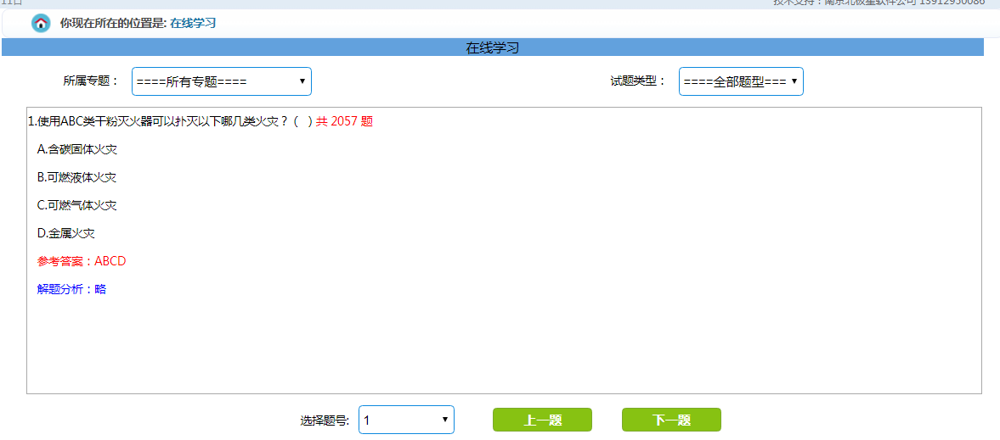 11日
技术支持：南京北极星软件公司 13912950086
你现在所在的位置是: 在线学习
在线学习
所属专题： ====所有专题====
试题类型： ====全部题型===
1.使用ABC类干粉灭火器可以扑灭以下哪几类火灾？（ ）共 2057 题
A.含碳固体火灾
B.可燃液体火灾
C.可燃气体火灾
D.金属火灾
参考答案：ABCD
解题分析：略
选择题号: 1 上一题 下一题